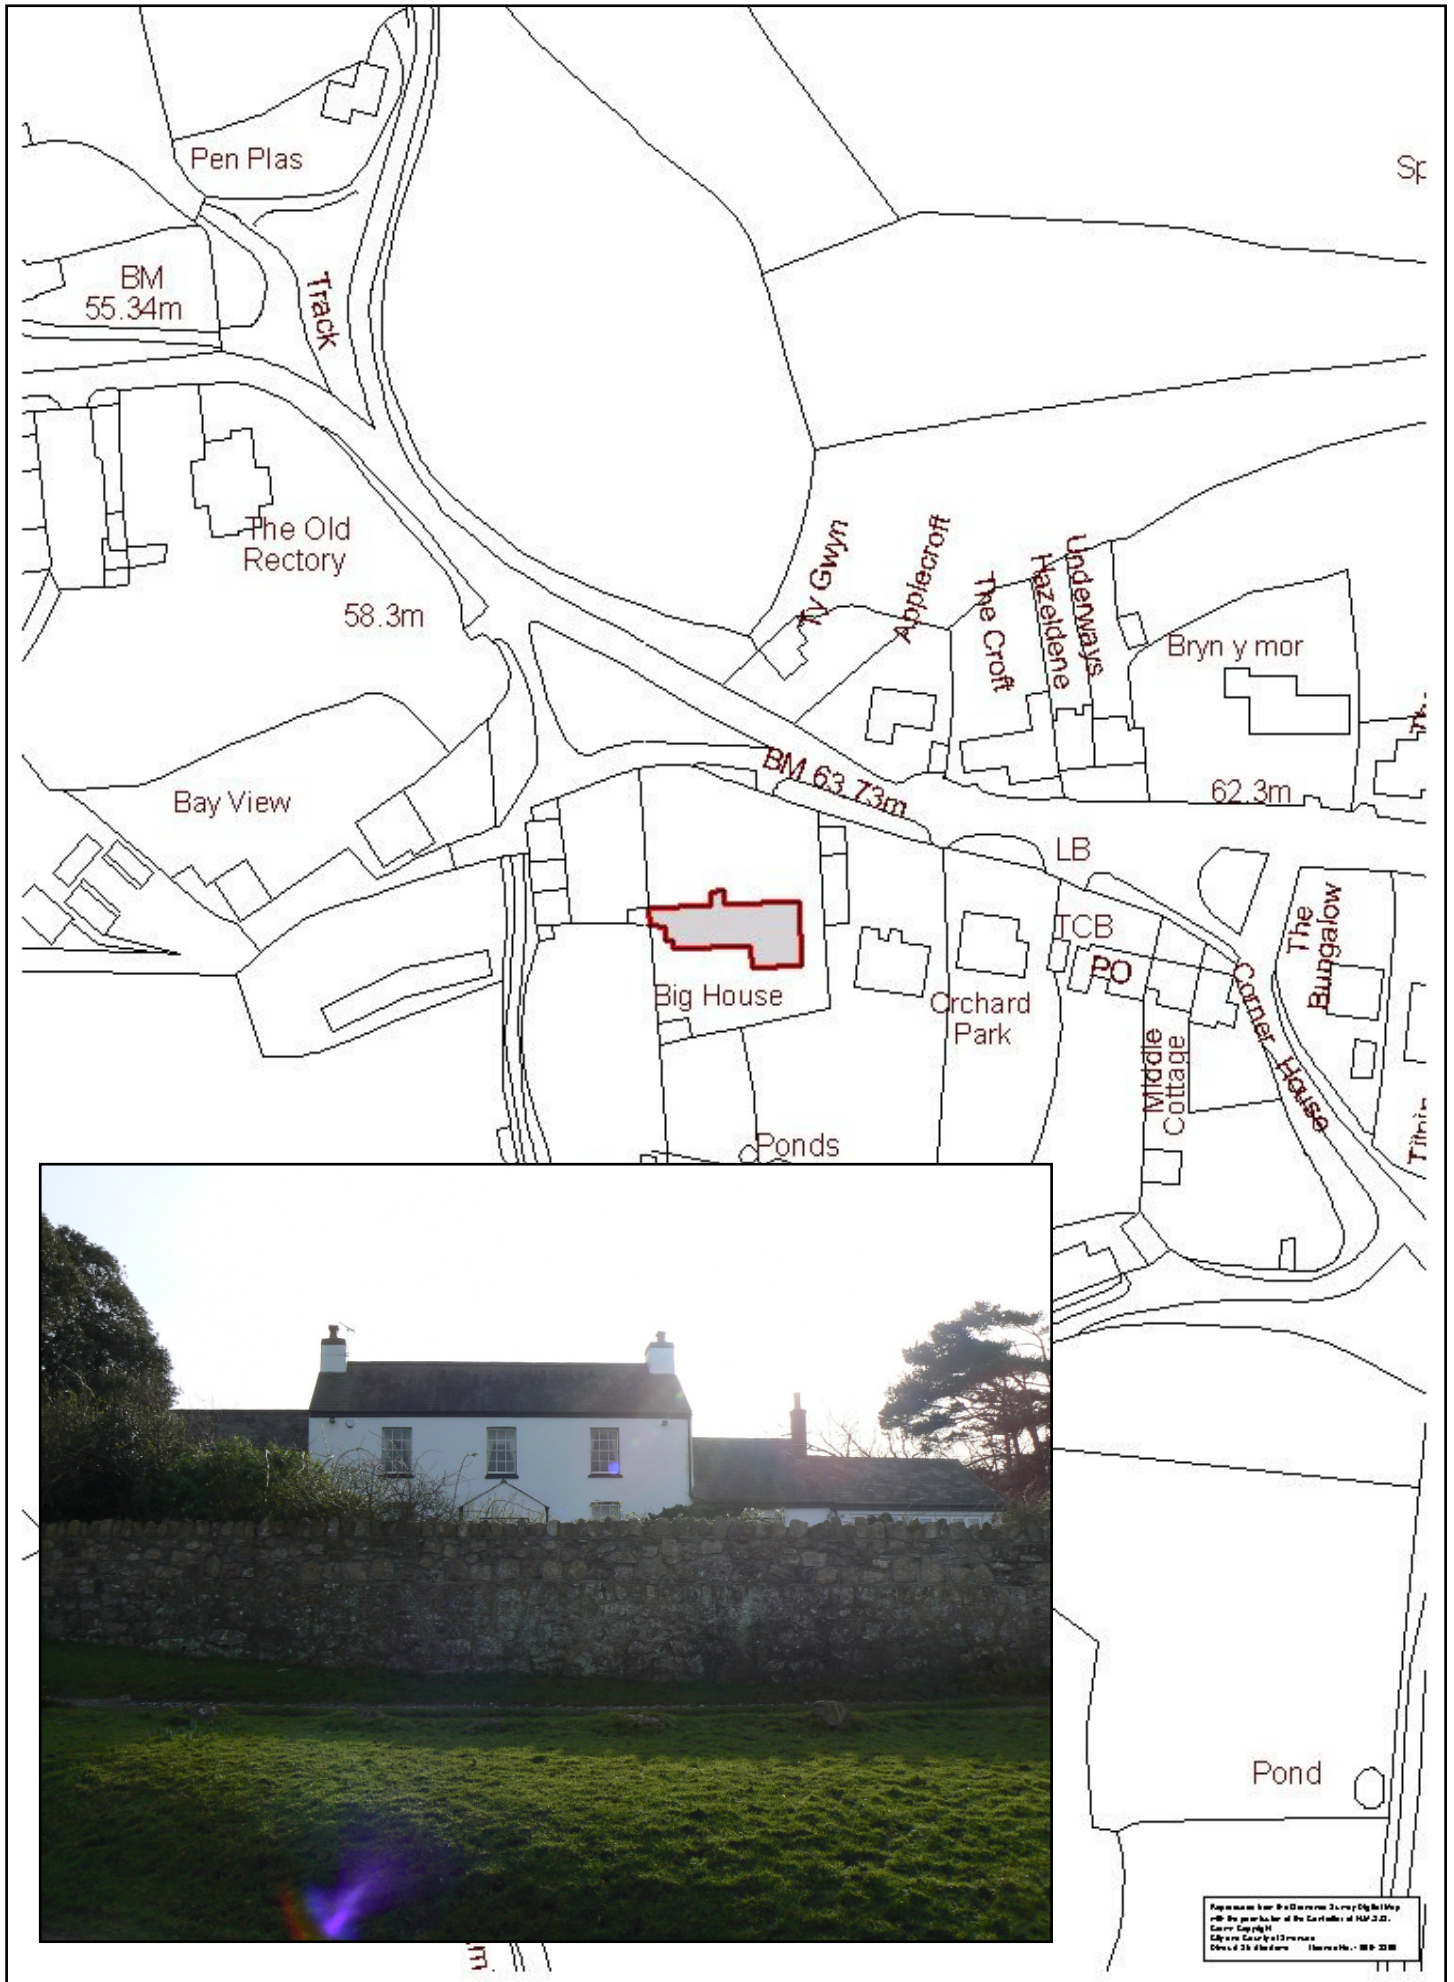 Sp
Pen Plas
BM
55.34m
Track
The Old
Rectory
58.3m
Ty Gwyn
Applecroft
The Croft
Hazeldene
Undenways
Bryn y mor
BM 63.73m
62.3m
Bay View
LB
TCB
PO
The
Bungalow
Big House
Orchard
Park
Corner House
Middle
Cottage
Ponds
Pond
m